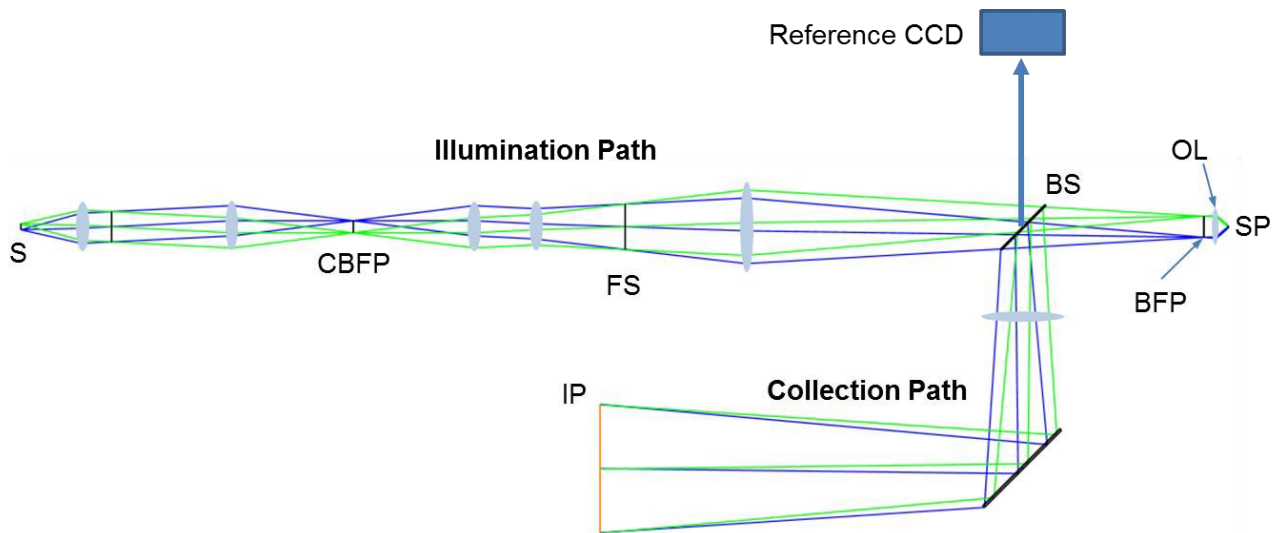 Reference CCD
Illumination Path
OL
BS
S
CBFP
FS
SP
BFP
IP
Collection Path